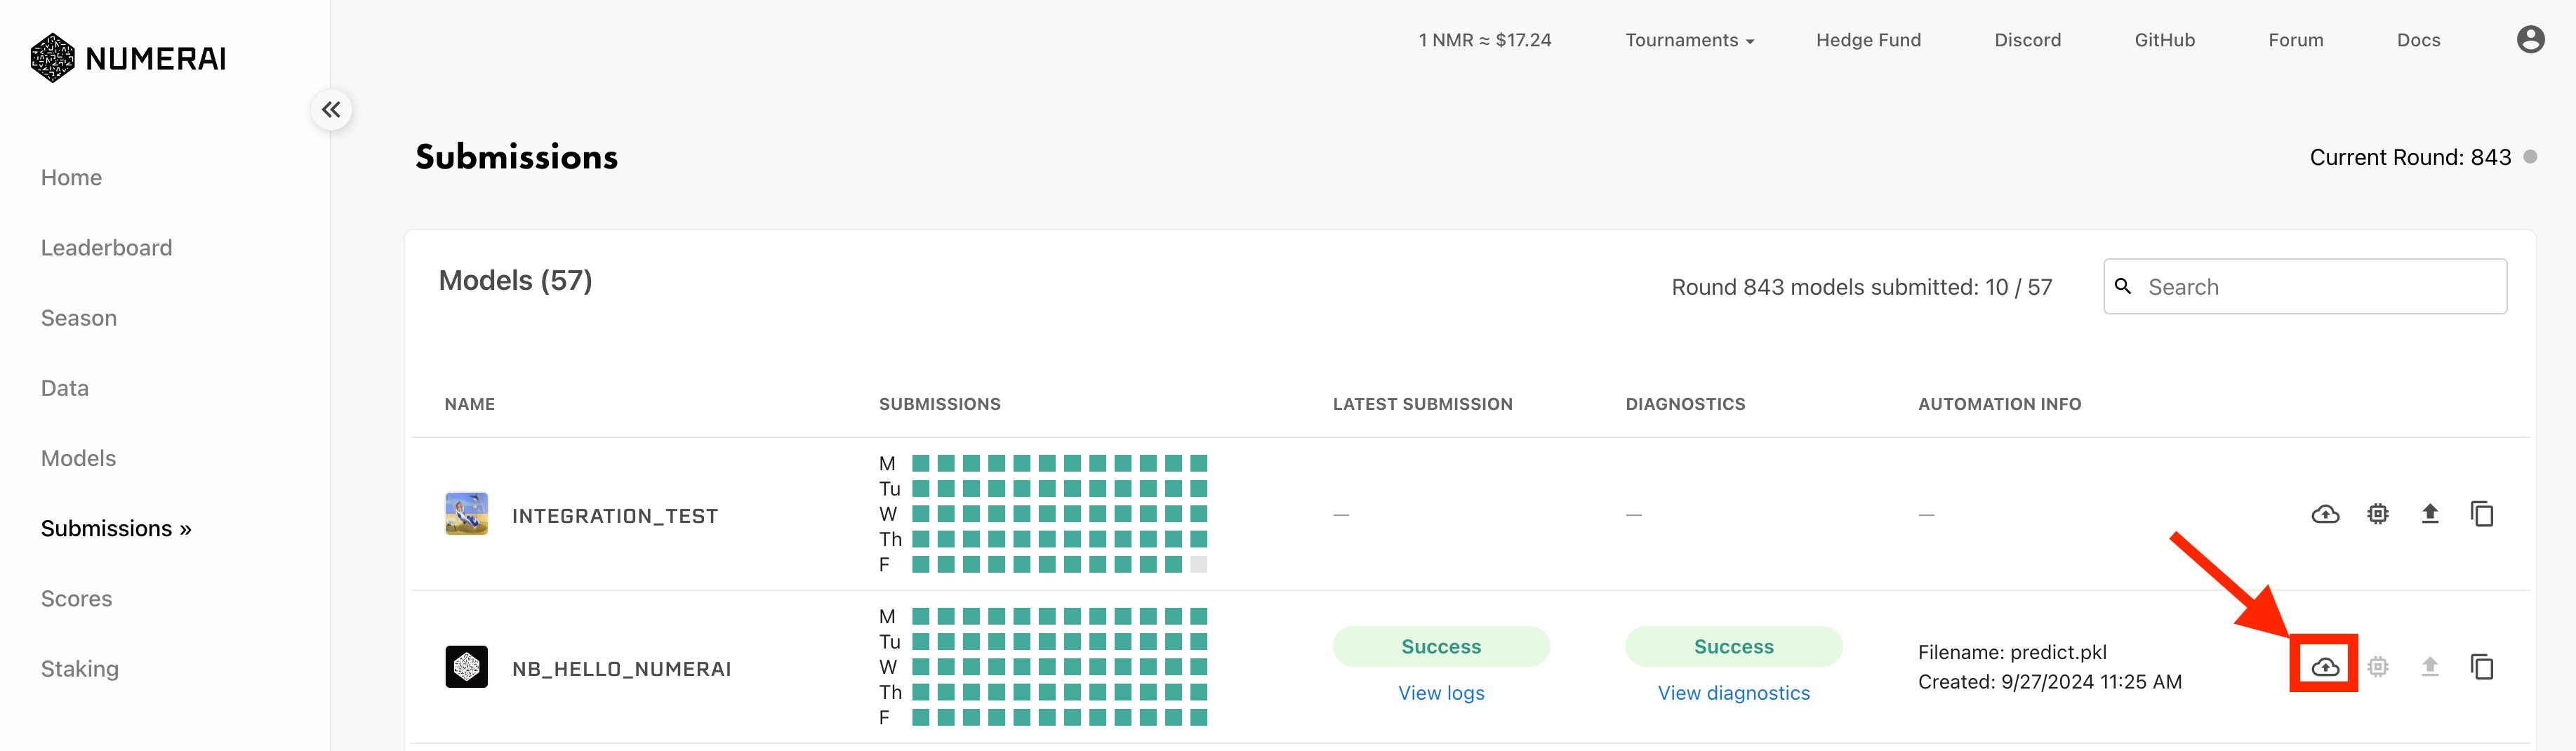 NUMERAI
1 NMR ≈ $17.24 Tournaments Hedge Fund Discord GitHub Forum Docs
Home
Leaderboard
Season
Data
Models
Submissions »
Scores
Staking
Submissions
Current Round: 843
Models (57)
Round 843 models submitted: 10 / 57
Search
NAME SUBMISSIONS LATEST SUBMISSION DIAGNOSTICS AUTOMATION INFO
INTEGRATION_TEST
M
Tu
W
Th
F
— — —
NB_HELLO_NUMERAI
M
Tu
W
Th
F
Success
View logs
Success
View diagnostics
Filename: predict.pkl
Created: 9/27/2024 11:25 AM